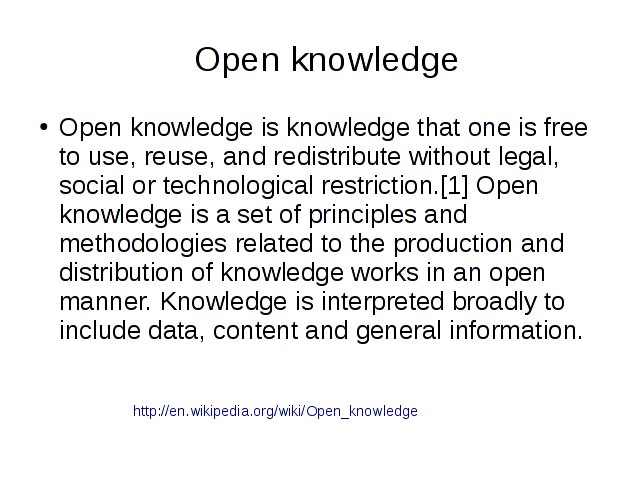 Open knowledge
• Open knowledge is knowledge that one is free
to use, reuse, and redistribute without legal,
social or technological restriction.[1] Open
knowledge is a set of principles and
methodologies related to the production and
distribution of knowledge works in an open
manner. Knowledge is interpreted broadly to
include data, content and general information.
http://en.wikipedia.org/wiki/Open_knowledge